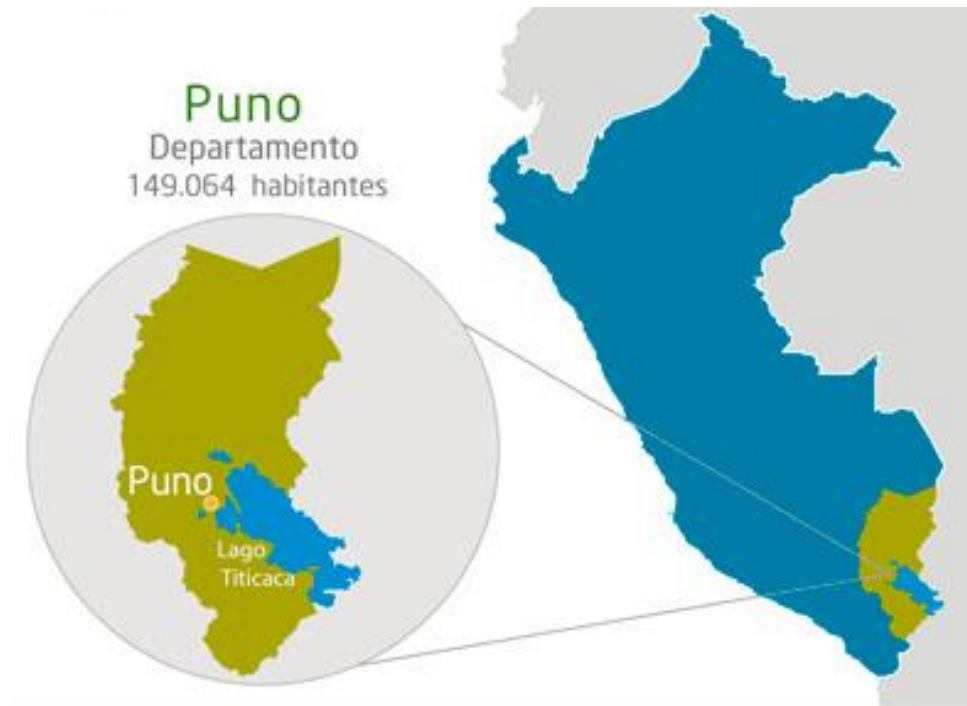 Puno
Departamento
149.064 habitantes
Puno
Lago
Titicaca